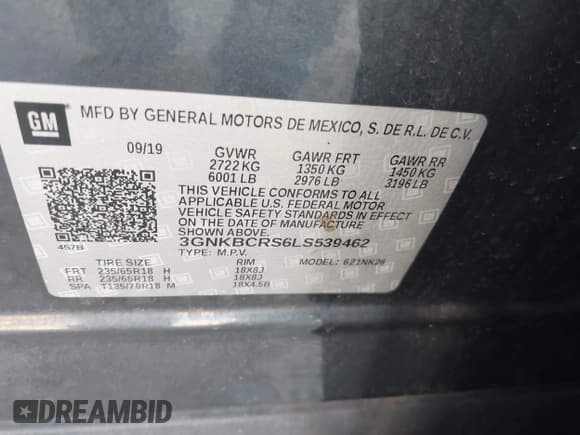 GM
MFD BY GENERAL MOTORS DE MEXICO, S. DE R.L. DE C.V.
09/19 GVWR GAWR FRT GAWR RR
2722 KG 1350 KG 1450 KG
6001 LB 2976 LB 3196 LB
THIS VEHICLE CONFORMS TO ALL
APPLICABLE U.S. FEDERAL MOTOR
VEHICLE SAFETY STANDARDS IN EFFECT
ON THE DATE OF MANUFACTURE
SHOWN ABOVE.
457B 3GNKBCRS6LS539462
TYPE: M.P.V. MODEL: 621NK26
TIRE SIZE RIM
FRT 235/65R18 H 18X8J
RR 235/65R18 H 18X8J
SPA T135/70R18 M 18X4.5B
DREAMBID